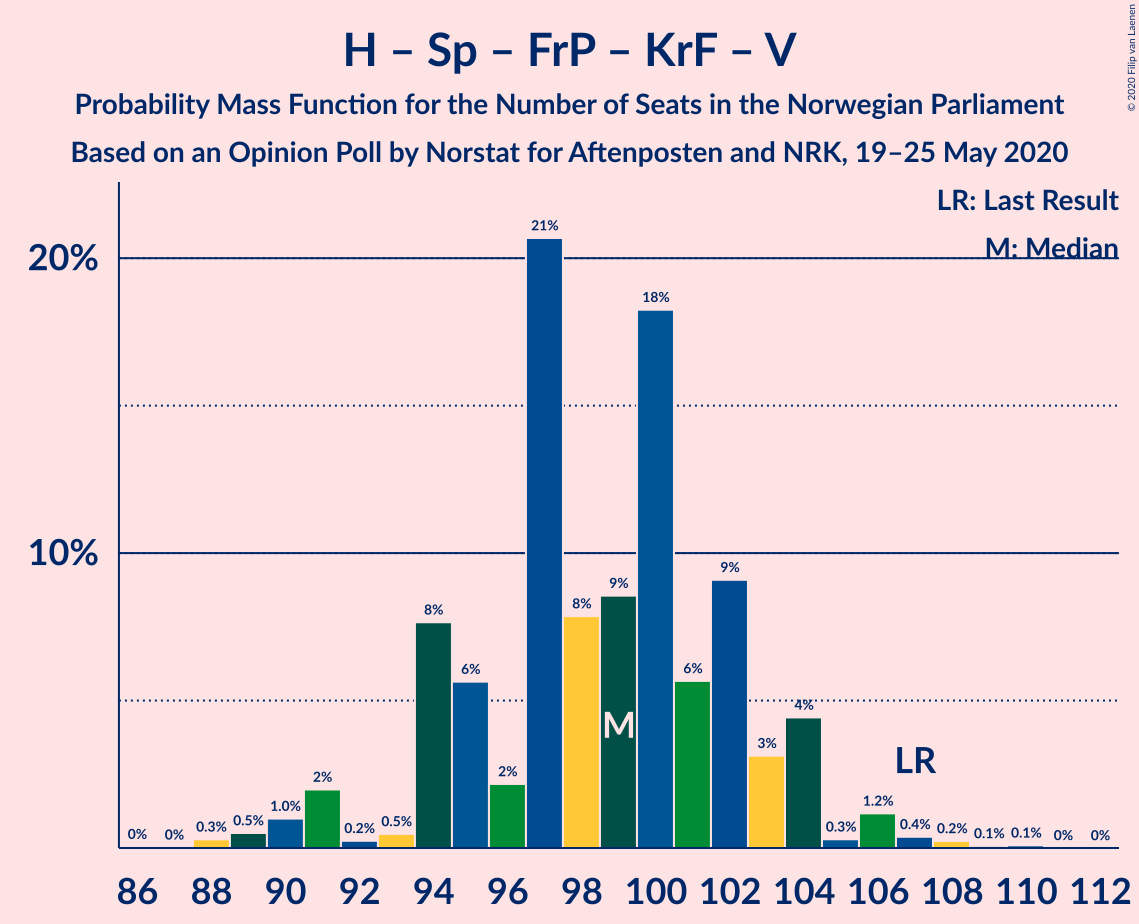 H – Sp – FrP – KrF – V
Probability Mass Function for the Number of Seats in the Norwegian Parliament
Based on an Opinion Poll by Norstat for Aftenposten and NRK, 19–25 May 2020
© 2020 Filip van Laenen
LR: Last Result
M: Median
20%
10%
0% 0% 0.3% 0.5% 1.0% 2% 0.2% 0.5% 8% 6% 2% 21% 8% 9% 18% 6% 9% 3% 4% 0.3% 1.2% 0.4% 0.2% 0.1% 0.1% 0% 0%
M
LR
86 88 90 92 94 96 98 100 102 104 106 108 110 112